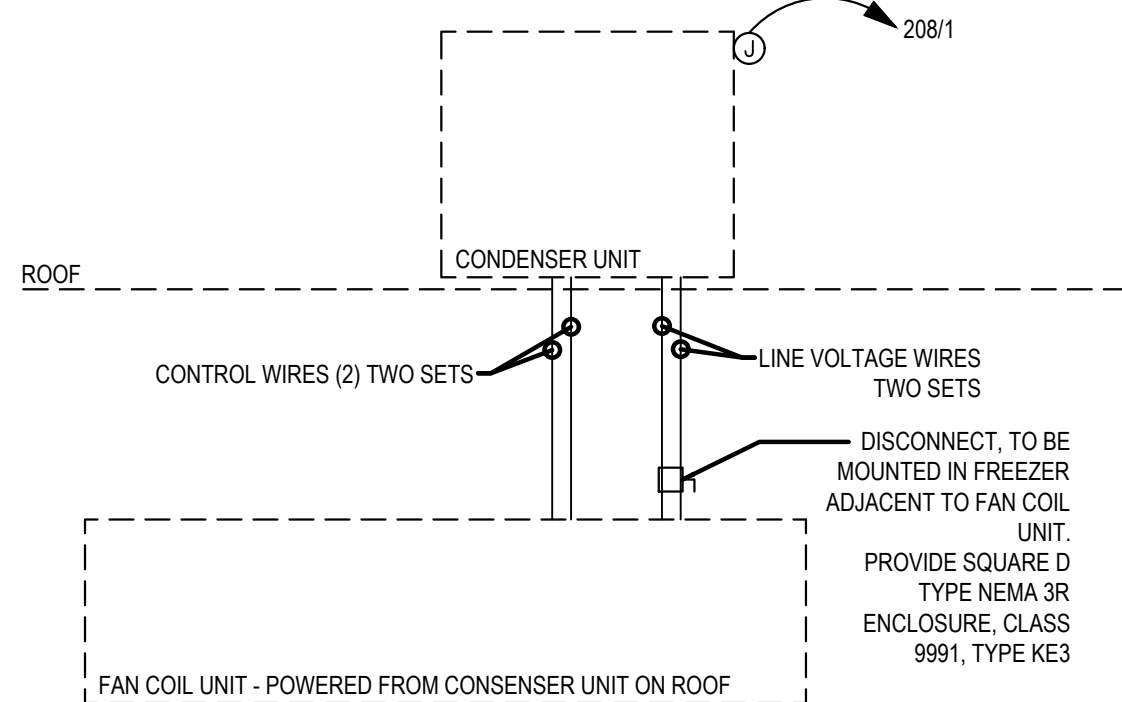 208/1
J
CONDENSER UNIT
ROOF
CONTROL WIRES (2) TWO SETS
LINE VOLTAGE WIRES
TWO SETS
DISCONNECT, TO BE
MOUNTED IN FREEZER
ADJACENT TO FAN COIL
UNIT.
PROVIDE SQUARE D
TYPE NEMA 3R
ENCLOSURE, CLASS
9991, TYPE KE3
FAN COIL UNIT - POWERED FROM CONSENSER UNIT ON ROOF